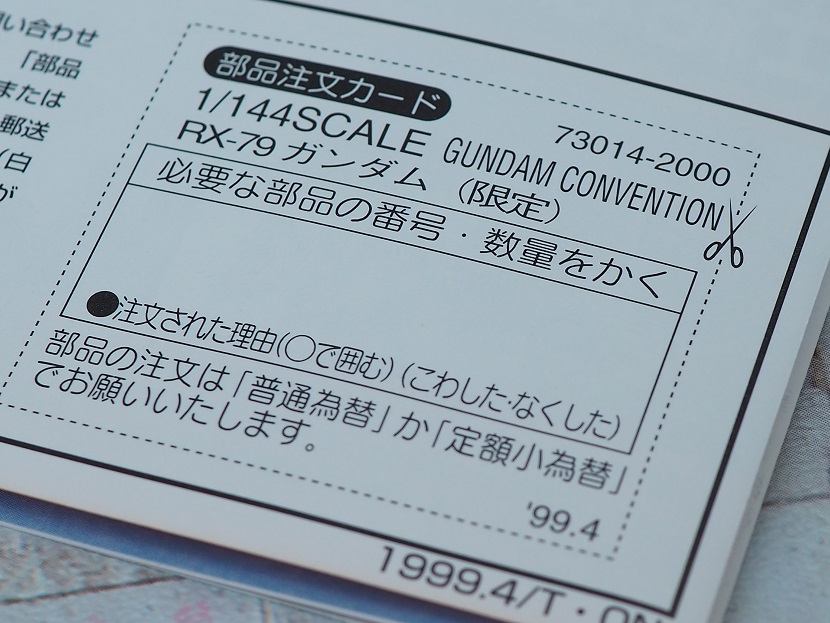 い合わせ
「部品
または
郵送
(白
が
部品注文カード
73014-2000
1/144SCALE GUNDAM CONVENTION
RX-79 ガンダム (限定)
必要な部品の番号・数量をかく
●注文された理由(○で囲む)(こわした・なくした)
部品の注文は「普通為替」か「定額小為替」
でお願いいたします。
'99.4
1999.4/T・ON